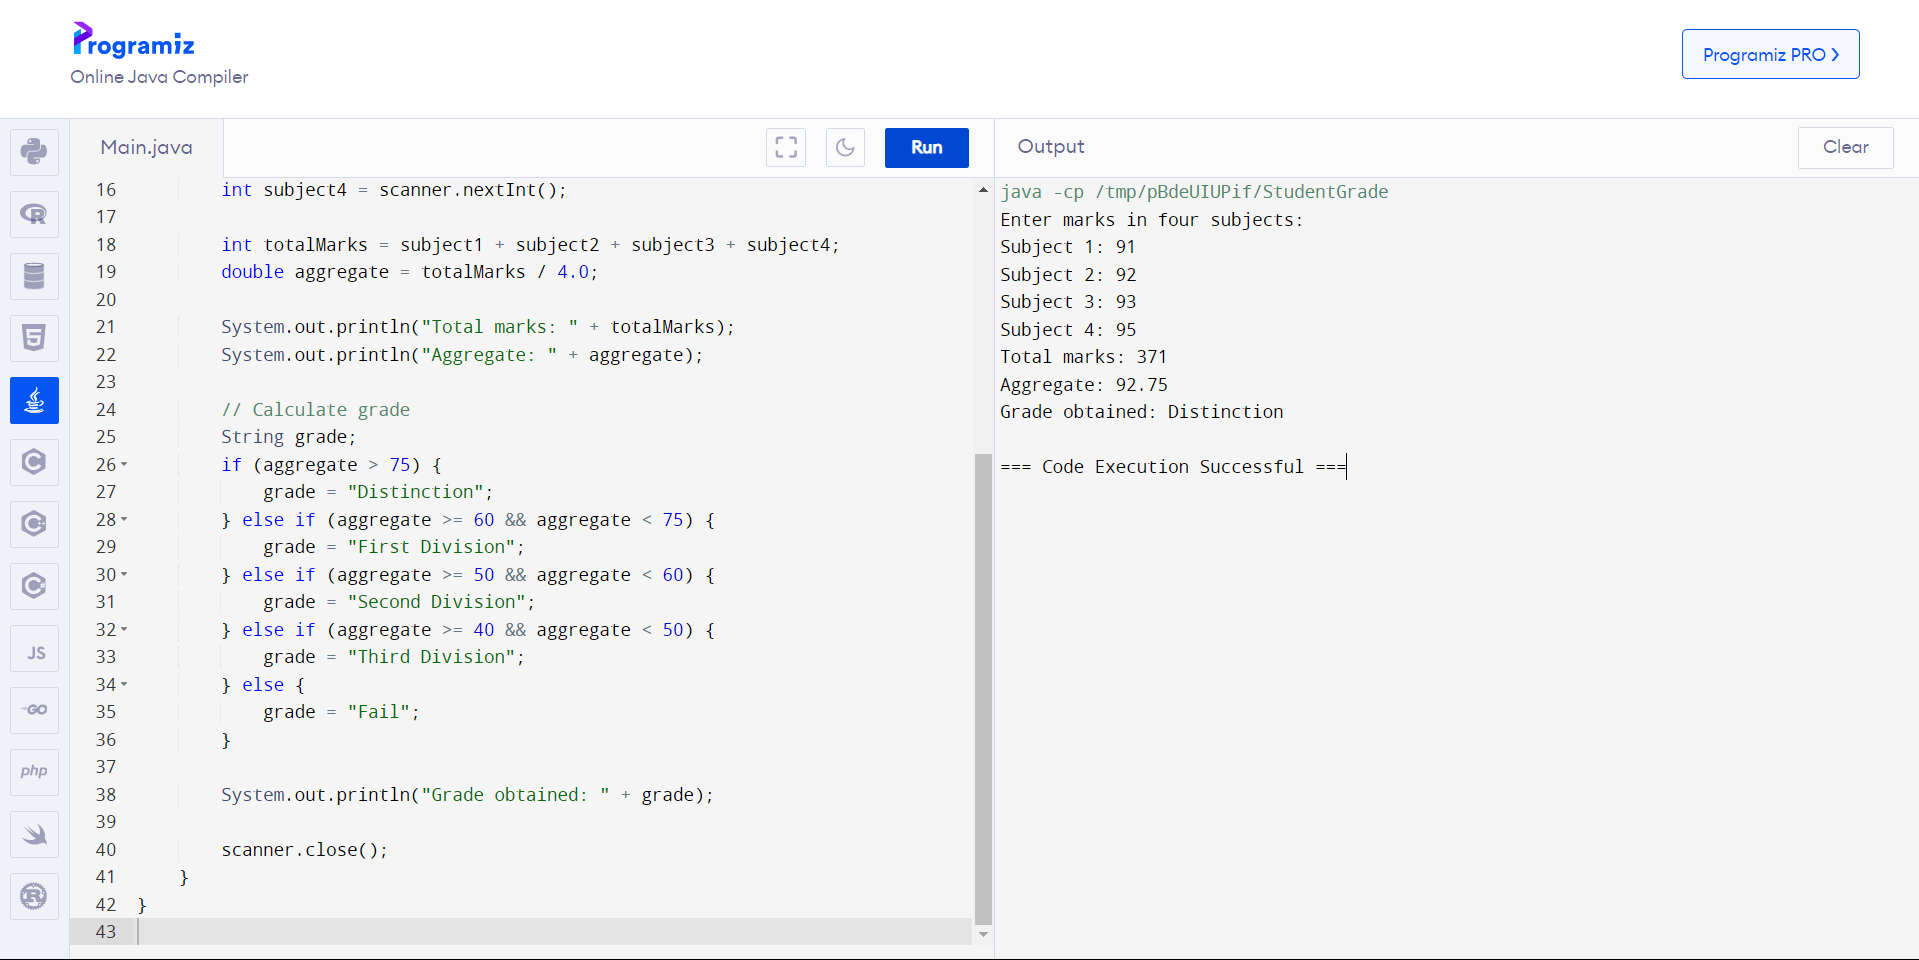 Programiz
Online Java Compiler
Programiz PRO
Main.java
Run
Output
Clear
16 int subject4 = scanner.nextInt();
17
18 int totalMarks = subject1 + subject2 + subject3 + subject4;
19 double aggregate = totalMarks / 4.0;
20
21 System.out.println("Total marks: " + totalMarks);
22 System.out.println("Aggregate: " + aggregate);
23
24 // Calculate grade
25 String grade;
26 if (aggregate > 75) {
27 grade = "Distinction";
28 } else if (aggregate >= 60 && aggregate < 75) {
29 grade = "First Division";
30 } else if (aggregate >= 50 && aggregate < 60) {
31 grade = "Second Division";
32 } else if (aggregate >= 40 && aggregate < 50) {
33 grade = "Third Division";
34 } else {
35 grade = "Fail";
36 }
37
38 System.out.println("Grade obtained: " + grade);
39
40 scanner.close();
41 }
42 }
43
java -cp /tmp/pBdeUIUPif/StudentGrade
Enter marks in four subjects:
Subject 1: 91
Subject 2: 92
Subject 3: 93
Subject 4: 95
Total marks: 371
Aggregate: 92.75
Grade obtained: Distinction
=== Code Execution Successful ===
R
5
C
C
C
JS
GO
php
R